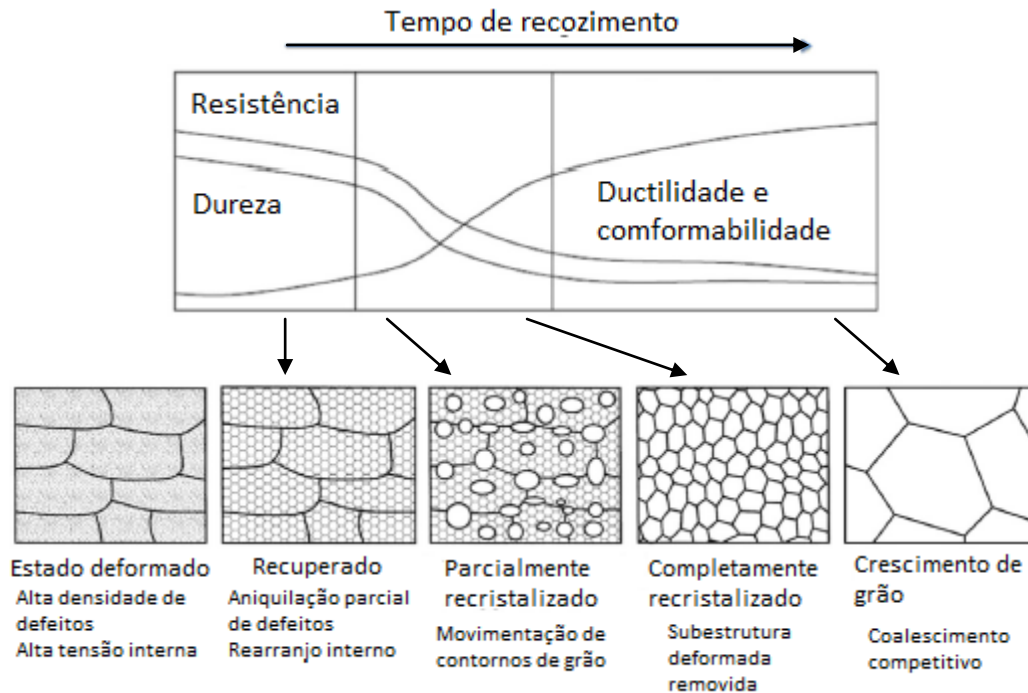 Tempo de recozimento
Resistência
Dureza
Ductilidade e
comformabilidade
Estado deformado
Alta densidade de
defeitos
Alta tensão interna
Recuperado
Aniquilação parcial
de defeitos
Rearranjo interno
Parcialmente
recristalizado
Movimentação de
contornos de grão
Completamente
recristalizado
Subestrutura
deformada
removida
Crescimento de
grão
Coalescimento
competitivo